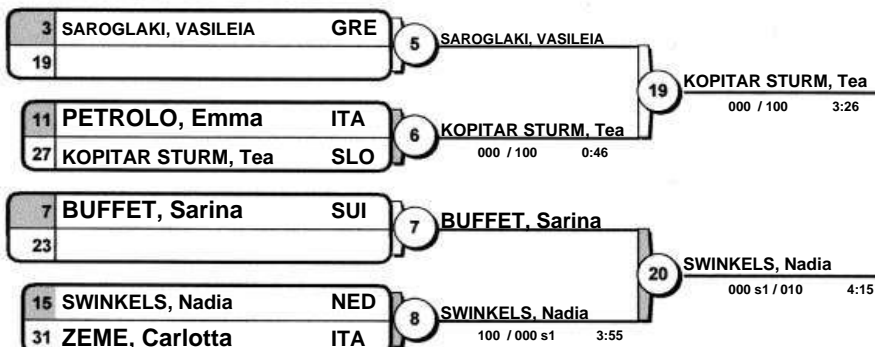 3 SAROGLAKI, VASILEIA GRE
19
5
SAROGLAKI, VASILEIA
11 PETROLO, Emma ITA
27 KOPITAR STURM, Tea SLO
6
KOPITAR STURM, Tea
000 / 100 0:46
19
KOPITAR STURM, Tea
000 / 100 3:26
7 BUFFET, Sarina SUI
23
7
BUFFET, Sarina
15 SWINKELS, Nadia NED
31 ZEME, Carlotta ITA
8
SWINKELS, Nadia
100 / 000 s1 3:55
20
SWINKELS, Nadia
000 s1 / 010 4:15